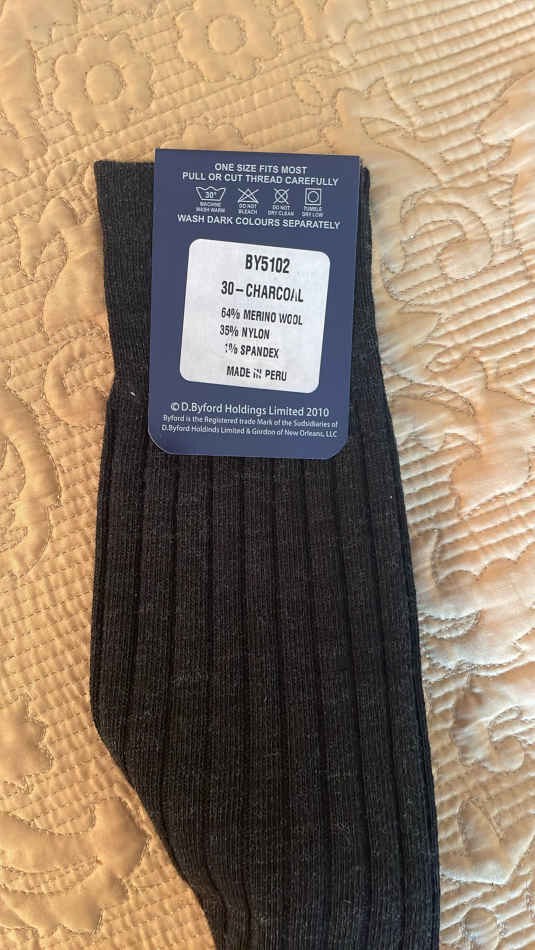 ONE SIZE FITS MOST
PULL OR CUT THREAD CAREFULLY
30°
MACHINE WASH WARM
DO NOT BLEACH
DO NOT DRY CLEAN
TUMBLE DRY LOW
WASH DARK COLOURS SEPARATELY
BY5102
30 – CHARCOAL
64% MERINO WOOL
35% NYLON
1% SPANDEX
MADE IN PERU
© D.Byford Holdings Limited 2010
Byford is the Registered trade Mark of the Sudsidiaries of
D.Byford Holdinds Limited & Gordon of New Orleans, LLC